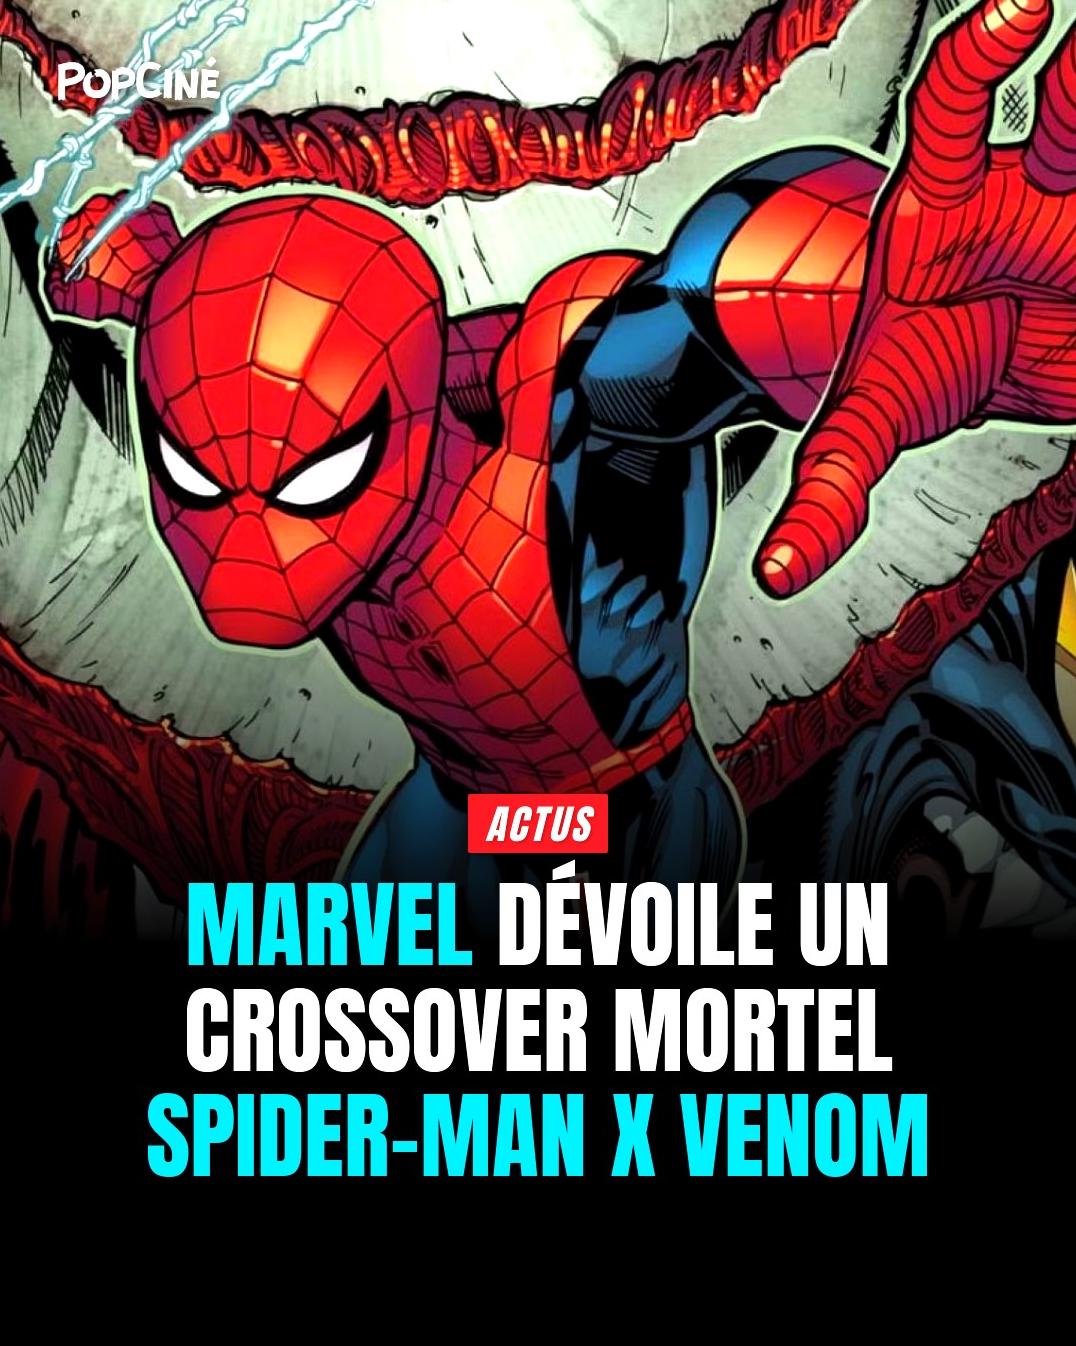 POPCINÉ
ACTUS
MARVEL DÉVOILE UN
CROSSOVER MORTEL
SPIDER-MAN X VENOM